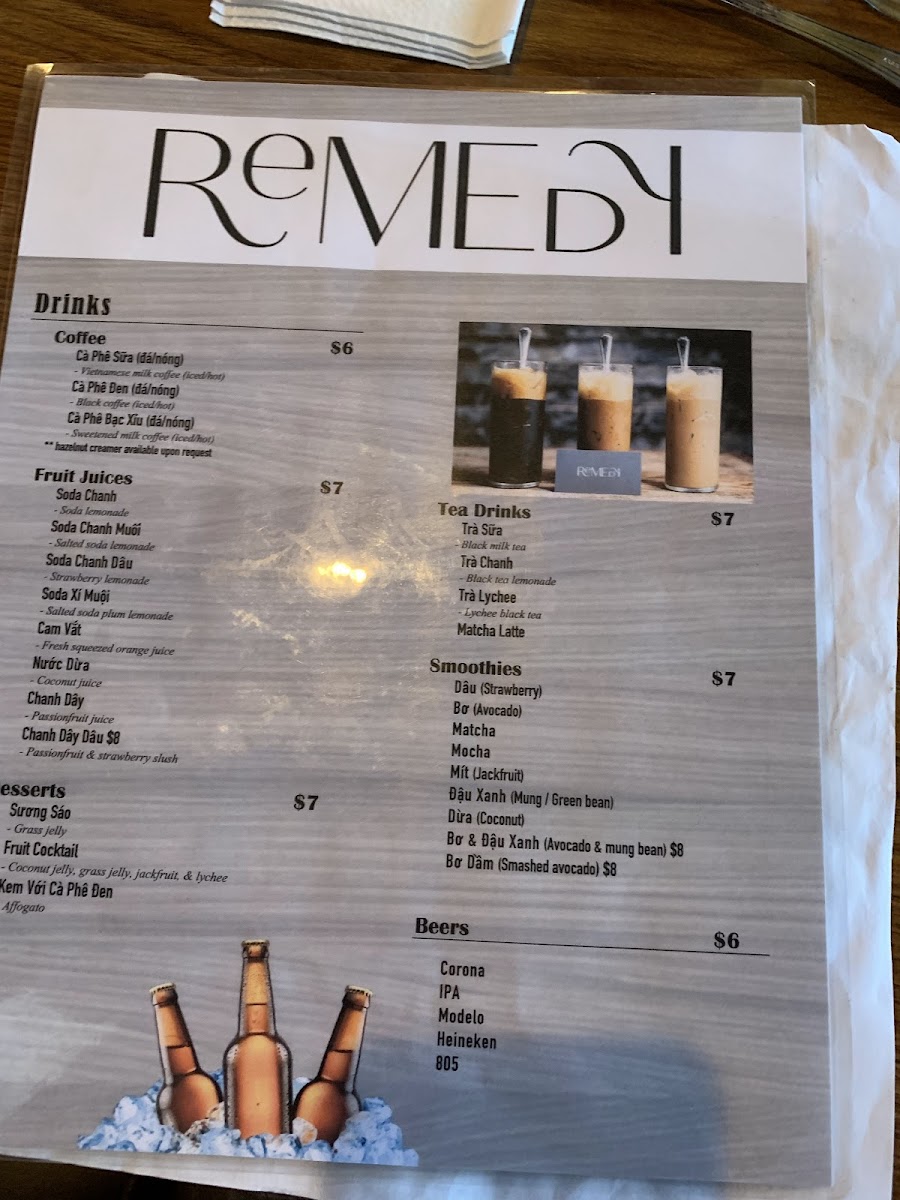 ReMEDY
Drinks
Coffee $6
Cà Phê Sữa (đá/nóng)
- Vietnamese milk coffee (iced/hot)
Cà Phê Đen (đá/nóng)
- Black coffee (iced/hot)
Cà Phê Bạc Xỉu (đá/nóng)
- Sweetened milk coffee (iced/hot)
** hazelnut creamer available upon request
Fruit Juices $7
Soda Chanh
- Soda lemonade
Soda Chanh Muối
- Salted soda lemonade
Soda Chanh Dâu
- Strawberry lemonade
Soda Xí Muội
- Salted soda plum lemonade
Cam Vắt
- Fresh squeezed orange juice
Nước Dừa
- Coconut juice
Chanh Dây
- Passionfruit juice
Chanh Dây Dâu $8
- Passionfruit & strawberry slush
esserts $7
Sương Sáo
- Grass jelly
Fruit Cocktail
- Coconut jelly, grass jelly, jackfruit, & lychee
Kem Với Cà Phê Đen
Affogato
ReMEDY
Tea Drinks $7
Trà Sữa
- Black milk tea
Trà Chanh
- Black tea lemonade
Trà Lychee
- Lychee black tea
Matcha Latte
Smoothies $7
Dâu (Strawberry)
Bơ (Avocado)
Matcha
Mocha
Mít (Jackfruit)
Đậu Xanh (Mung / Green bean)
Dừa (Coconut)
Bơ & Đậu Xanh (Avocado & mung bean) $8
Bơ Dầm (Smashed avocado) $8
Beers $6
Corona
IPA
Modelo
Heineken
805